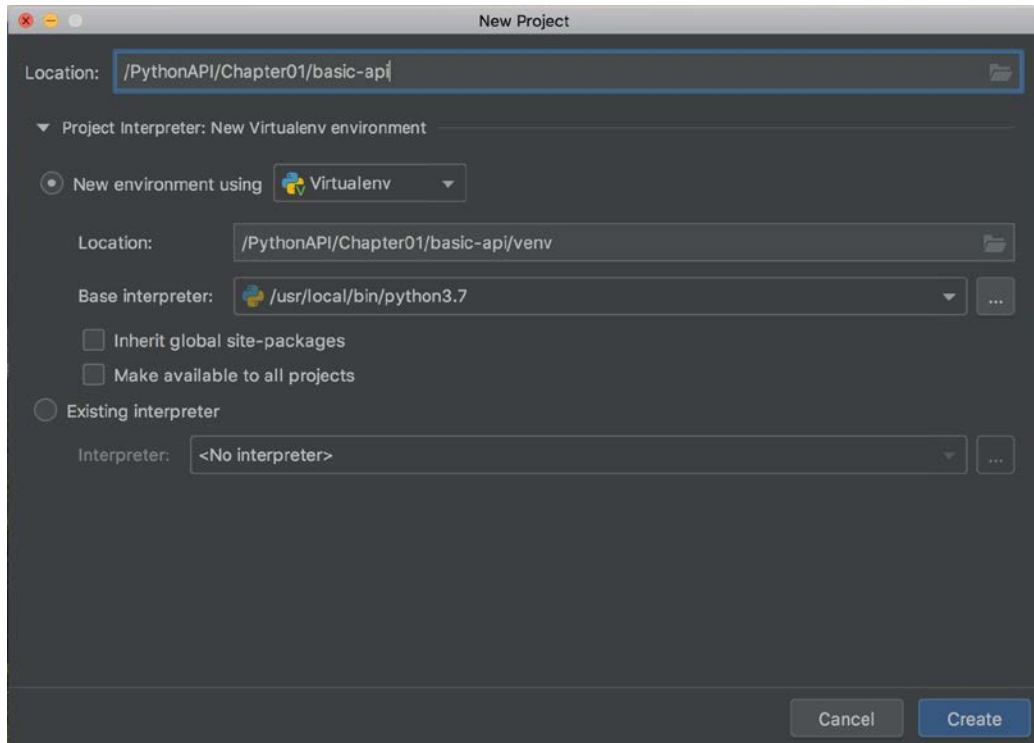 New Project
Location: /PythonAPI/Chapter01/basic-api
Project Interpreter: New Virtualenv environment
New environment using Virtualenv
Location: /PythonAPI/Chapter01/basic-api/venv
Base interpreter: /usr/local/bin/python3.7 ...
Inherit global site-packages
Make available to all projects
Existing interpreter
Interpreter: <No interpreter> ...
Cancel Create